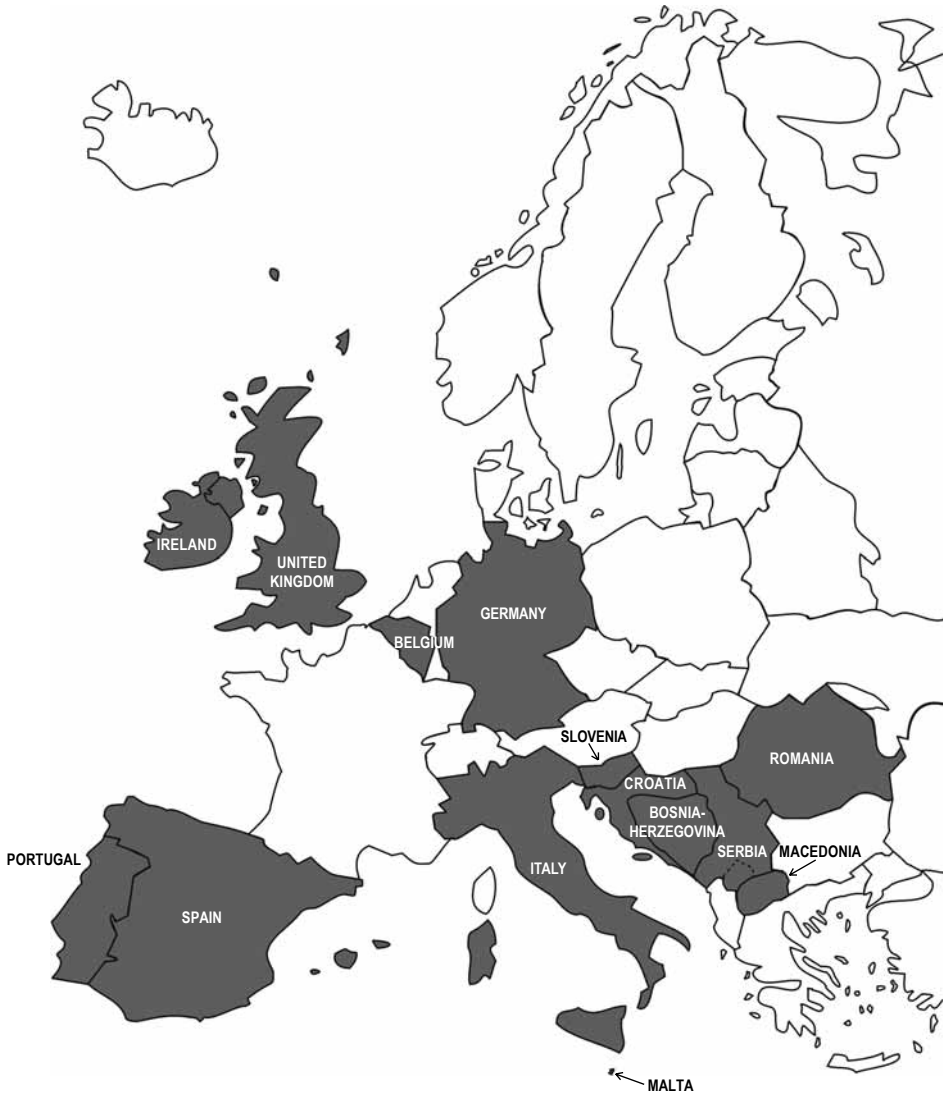 IRELAND
UNITED
KINGDOM
GERMANY
BELGIUM
SLOVENIA
ROMANIA
CROATIA
BOSNIA-
HERZEGOVINA
SERBIA
MACEDONIA
PORTUGAL
ITALY
SPAIN
MALTA